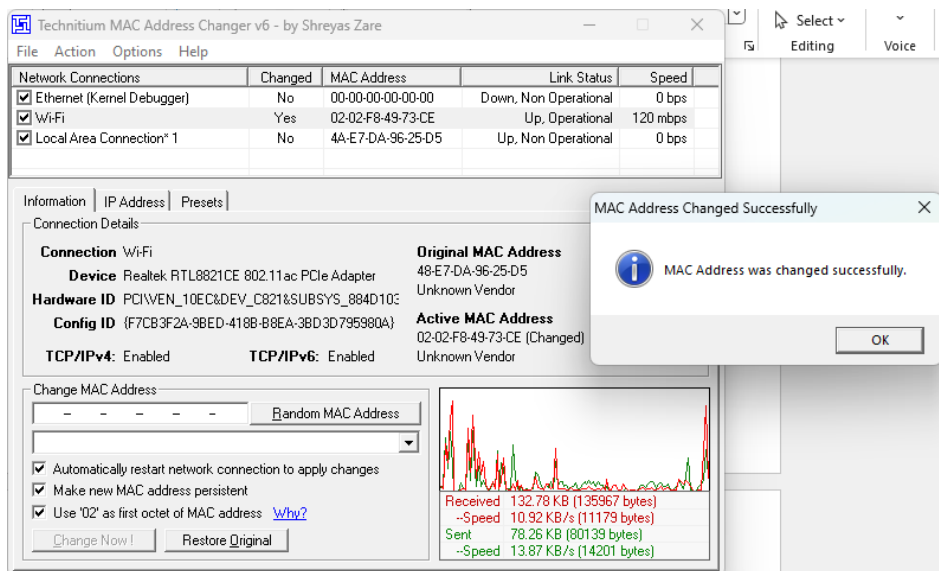 Technitium MAC Address Changer v6 - by Shreyas Zare
Select
File Action Options Help
Editing Voice
Network Connections Changed MAC Address Link Status Speed
Ethernet (Kernel Debugger) No 00-00-00-00-00-00 Down, Non Operational 0 bps
Wi-Fi Yes 02-02-F8-49-73-CE Up, Operational 120 mbps
Local Area Connection* 1 No 4A-E7-DA-96-25-D5 Up, Non Operational 0 bps
Information IP Address Presets
Connection Details
Connection Wi-Fi
Device Realtek RTL8821CE 802.11ac PCIe Adapter
Hardware ID PCI\VEN_10EC&DEV_C821&SUBSYS_884D103
Config ID {F7CB3F2A-9BED-418B-B8EA-3BD3D795980A}
TCP/IPv4: Enabled TCP/IPv6: Enabled
Original MAC Address
48-E7-DA-96-25-D5
Unknown Vendor
Active MAC Address
02-02-F8-49-73-CE (Changed)
Unknown Vendor
MAC Address Changed Successfully
MAC Address was changed successfully.
OK
Change MAC Address
- - - - - Random MAC Address
Automatically restart network connection to apply changes
Make new MAC address persistent
Use '02' as first octet of MAC address Why?
Change Now ! Restore Original
Received 132.78 KB (135967 bytes)
--Speed 10.92 KB/s (11179 bytes)
Sent 78.26 KB (80139 bytes)
--Speed 13.87 KB/s (14201 bytes)